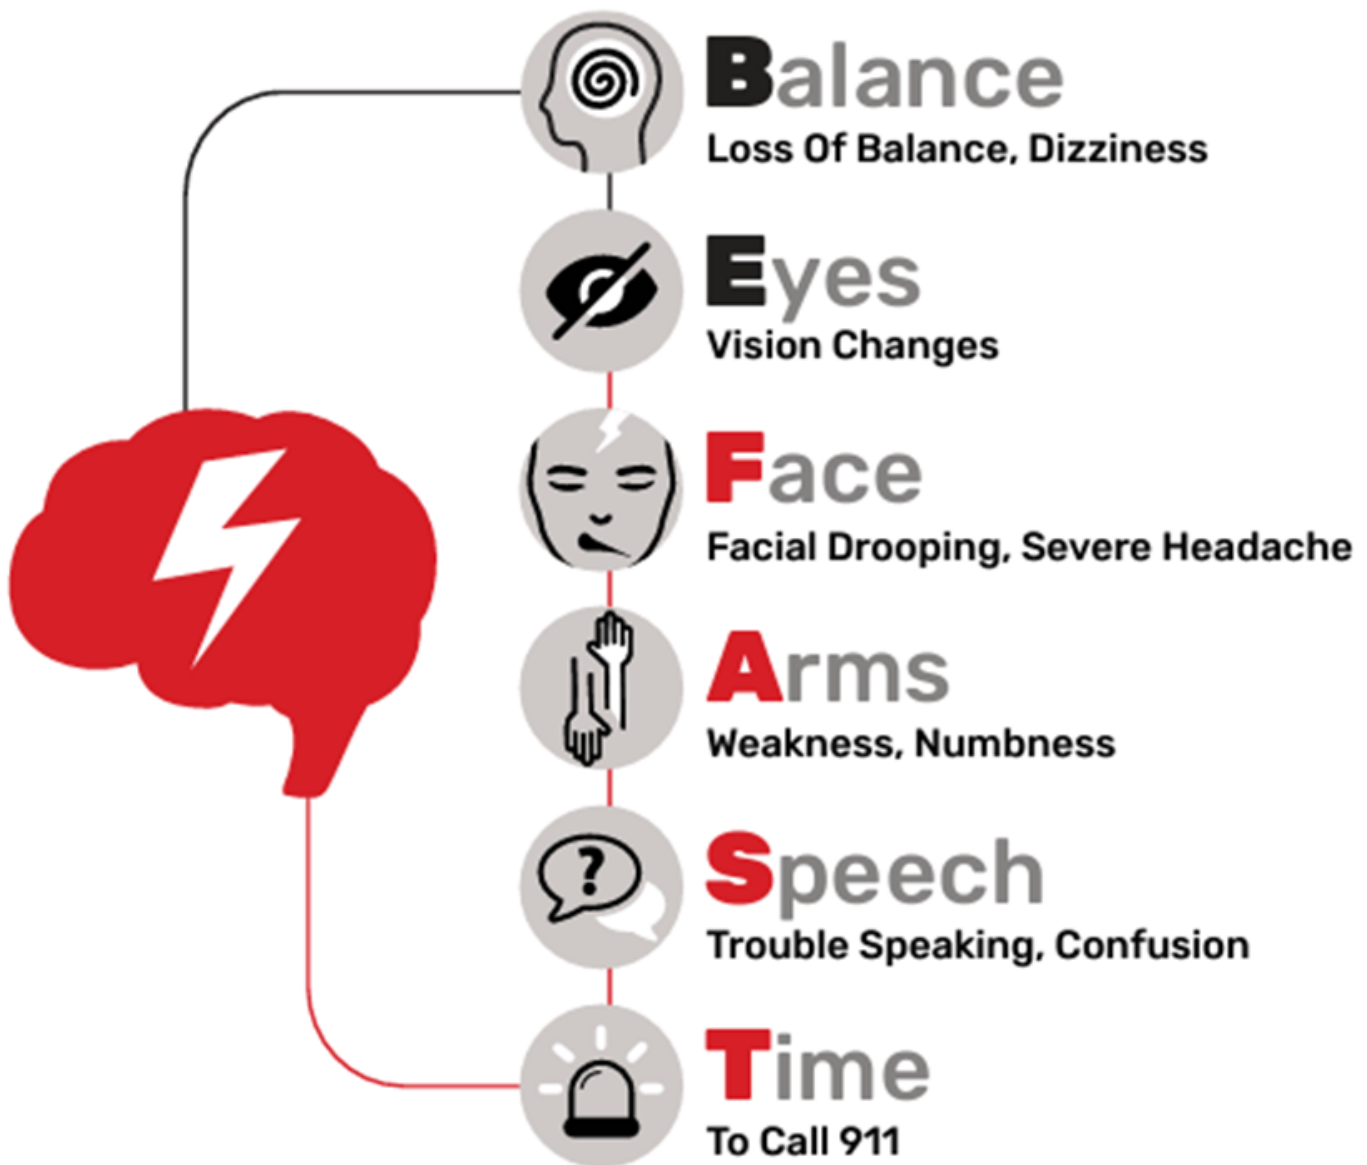 Balance
Loss Of Balance, Dizziness
Eyes
Vision Changes
Face
Facial Drooping, Severe Headache
Arms
Weakness, Numbness
?
Speech
Trouble Speaking, Confusion
Time
To Call 911